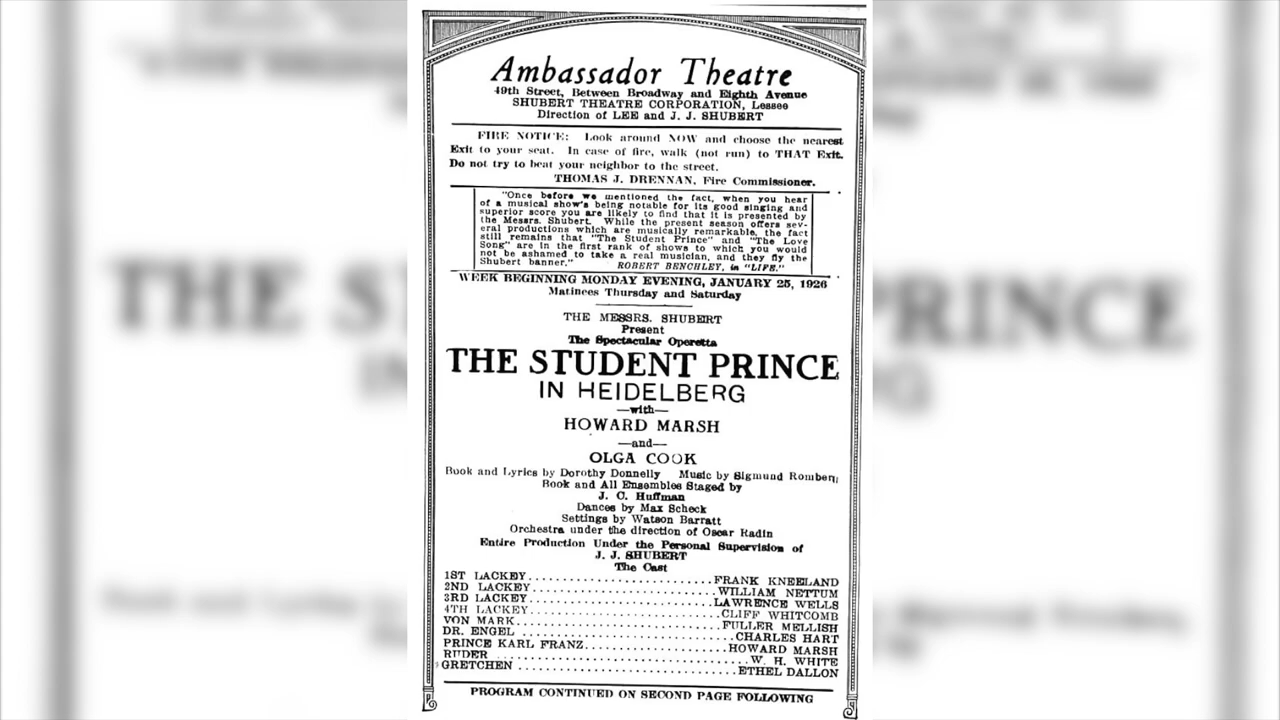 Ambassador Theatre
49th Street, Between Broadway and Eighth Avenue
SHUBERT THEATRE CORPORATION, Lessee
Direction of LEE and J. J. SHUBERT
FIRE NOTICE: Look around NOW and choose the nearest
Exit to your seat. In case of fire, walk (not run) to THAT Exit.
Do not try to beat your neighbor to the street.
THOMAS J. DRENNAN, Fire Commissioner.
"Once before we mentioned the fact, when you hear
of a musical show's being notable for its good singing and
superior score you are likely to find that it is presented by
the Messrs. Shubert. While the present season offers sev-
eral productions which are musically remarkable, the fact
still remains that "The Student Prince" and "The Love
Song" are in the first rank of shows to which you would
not be ashamed to take a real musician, and they fly the
Shubert banner." ROBERT BENCHLEY, in "LIFE."
WEEK BEGINNING MONDAY EVENING, JANUARY 25, 1926
Matinees Thursday and Saturday
THE MESSRS. SHUBERT
Present
The Spectacular Operetta
THE STUDENT PRINCE
IN HEIDELBERG
—with—
HOWARD MARSH
—and—
OLGA COOK
Book and Lyrics by Dorothy Donnelly Music by Sigmund Romberg
Book and All Ensembles Staged by
J. C. Huffman
Dances by Max Scheck
Settings by Watson Barratt
Orchestra under the direction of Oscar Radin
Entire Production Under the Personal Supervision of
J. J. SHUBERT
The Cast
1ST LACKEY..........FRANK KNEELAND
2ND LACKEY..........WILLIAM NETTUM
3RD LACKEY..........LAWRENCE WELLS
4TH LACKEY..........CLIFF WHITCOMB
VON MARK..........FULLER MELLISH
DR. ENGEL..........CHARLES HART
PRINCE KARL FRANZ..........HOWARD MARSH
RUDER..........W. H. WHITE
GRETCHEN..........ETHEL DALLON
PROGRAM CONTINUED ON SECOND PAGE FOLLOWING